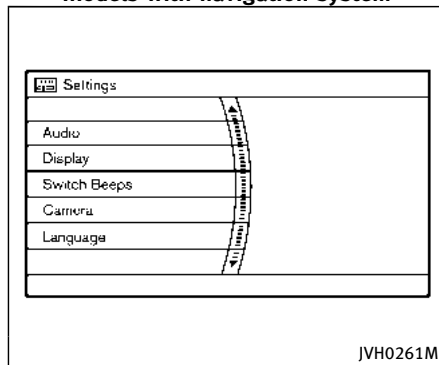 Models with navigation system
Settings
Audio
Display
Switch Beeps
Camera
Language
JVH0261M